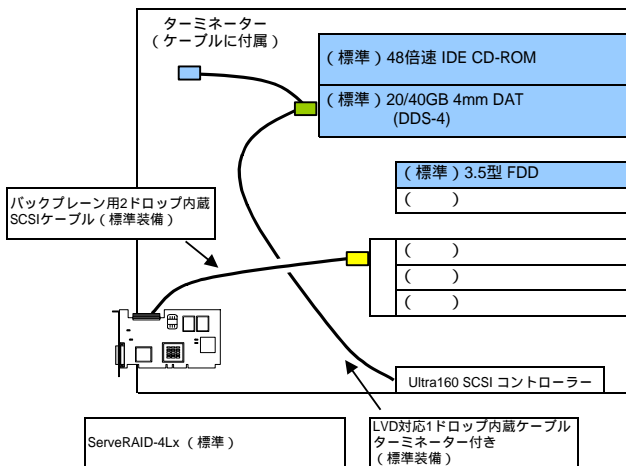 ターミネーター
（ケーブルに付属）
（標準）48倍速 IDE CD-ROM
（標準）20/40GB 4mm DAT
(DDS-4)
（標準）3.5型 FDD
（　　）
バックプレーン用2ドロップ内蔵
SCSIケーブル（標準装備）
（　　）
（　　）
（　　）
Ultra160 SCSI コントローラー
ServeRAID-4Lx （標準）
LVD対応1ドロップ内蔵ケーブル
ターミネーター付き
（標準装備）